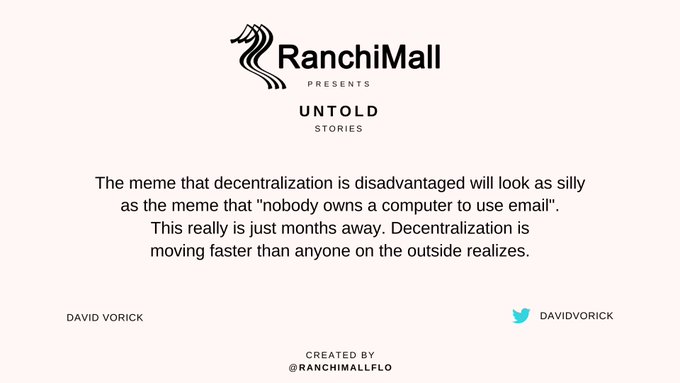 RanchiMall
PRESENTS
UNTOLD
STORIES
The meme that decentralization is disadvantaged will look as silly
as the meme that "nobody owns a computer to use email".
This really is just months away. Decentralization is
moving faster than anyone on the outside realizes.
DAVID VORICK
DAVIDVORICK
CREATED BY
@RANCHIMALLFLO